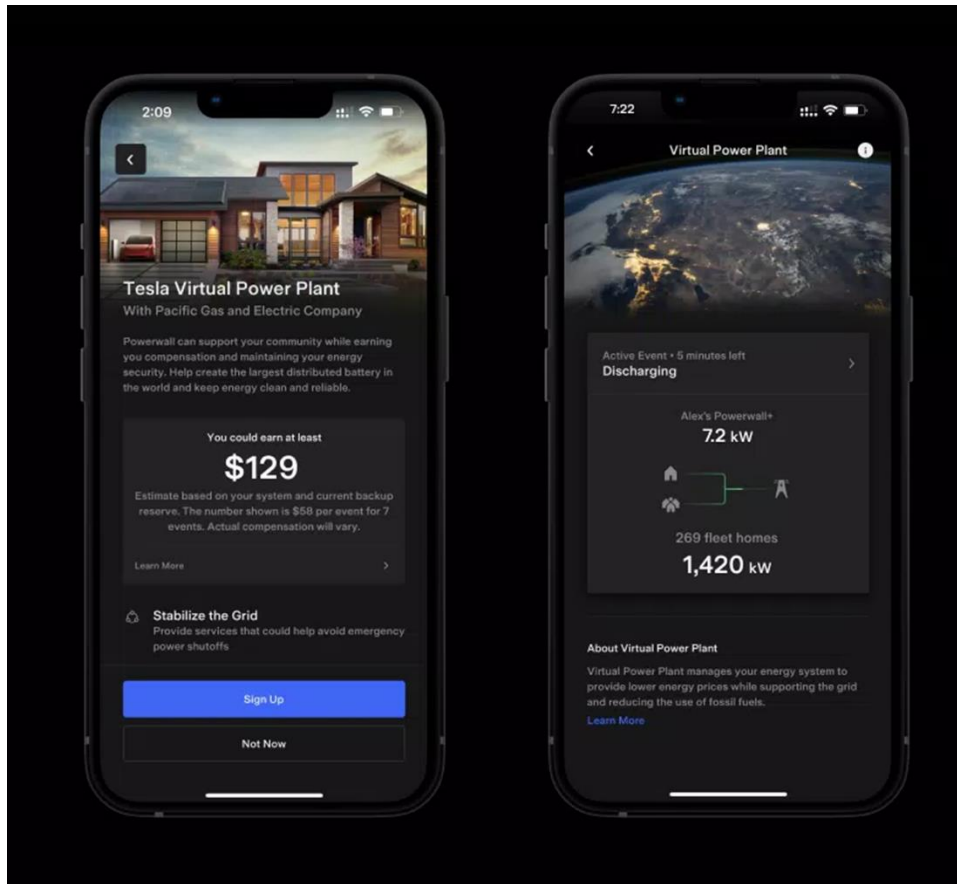 2:09
Tesla Virtual Power Plant
With Pacific Gas and Electric Company
Powerwall can support your community while earning
you compensation and maintaining your energy
security. Help create the largest distributed battery in
the world and keep energy clean and reliable.
You could earn at least
$129
Estimate based on your system and current backup
reserve. The number shown is $58 per event for 7
events. Actual compensation will vary.
Learn More
Stabilize the Grid
Provide services that could help avoid emergency
power shutoffs
Sign Up
Not Now
7:22
Virtual Power Plant
Active Event • 5 minutes left
Discharging
Alex's Powerwall+
7.2 kW
269 fleet homes
1,420 kW
About Virtual Power Plant
Virtual Power Plant manages your energy system to
provide lower energy prices while supporting the grid
and reducing the use of fossil fuels.
Learn More